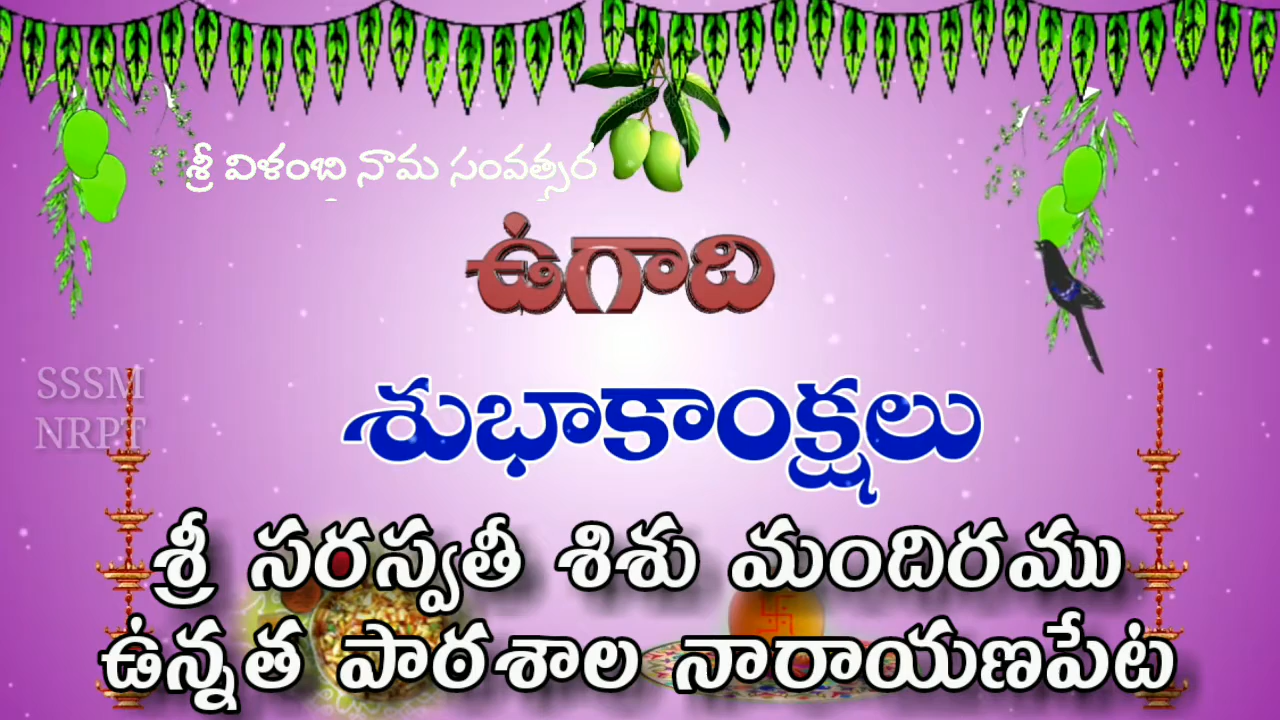 శ్రీ విళంబి నామ సంవత్సర
ఉగాది
శుభాకాంక్షలు
SSSM
NRPT
శ్రీ సరస్వతీ శిశు మందిరము
ఉన్నత పాఠశాల నారాయణపేట